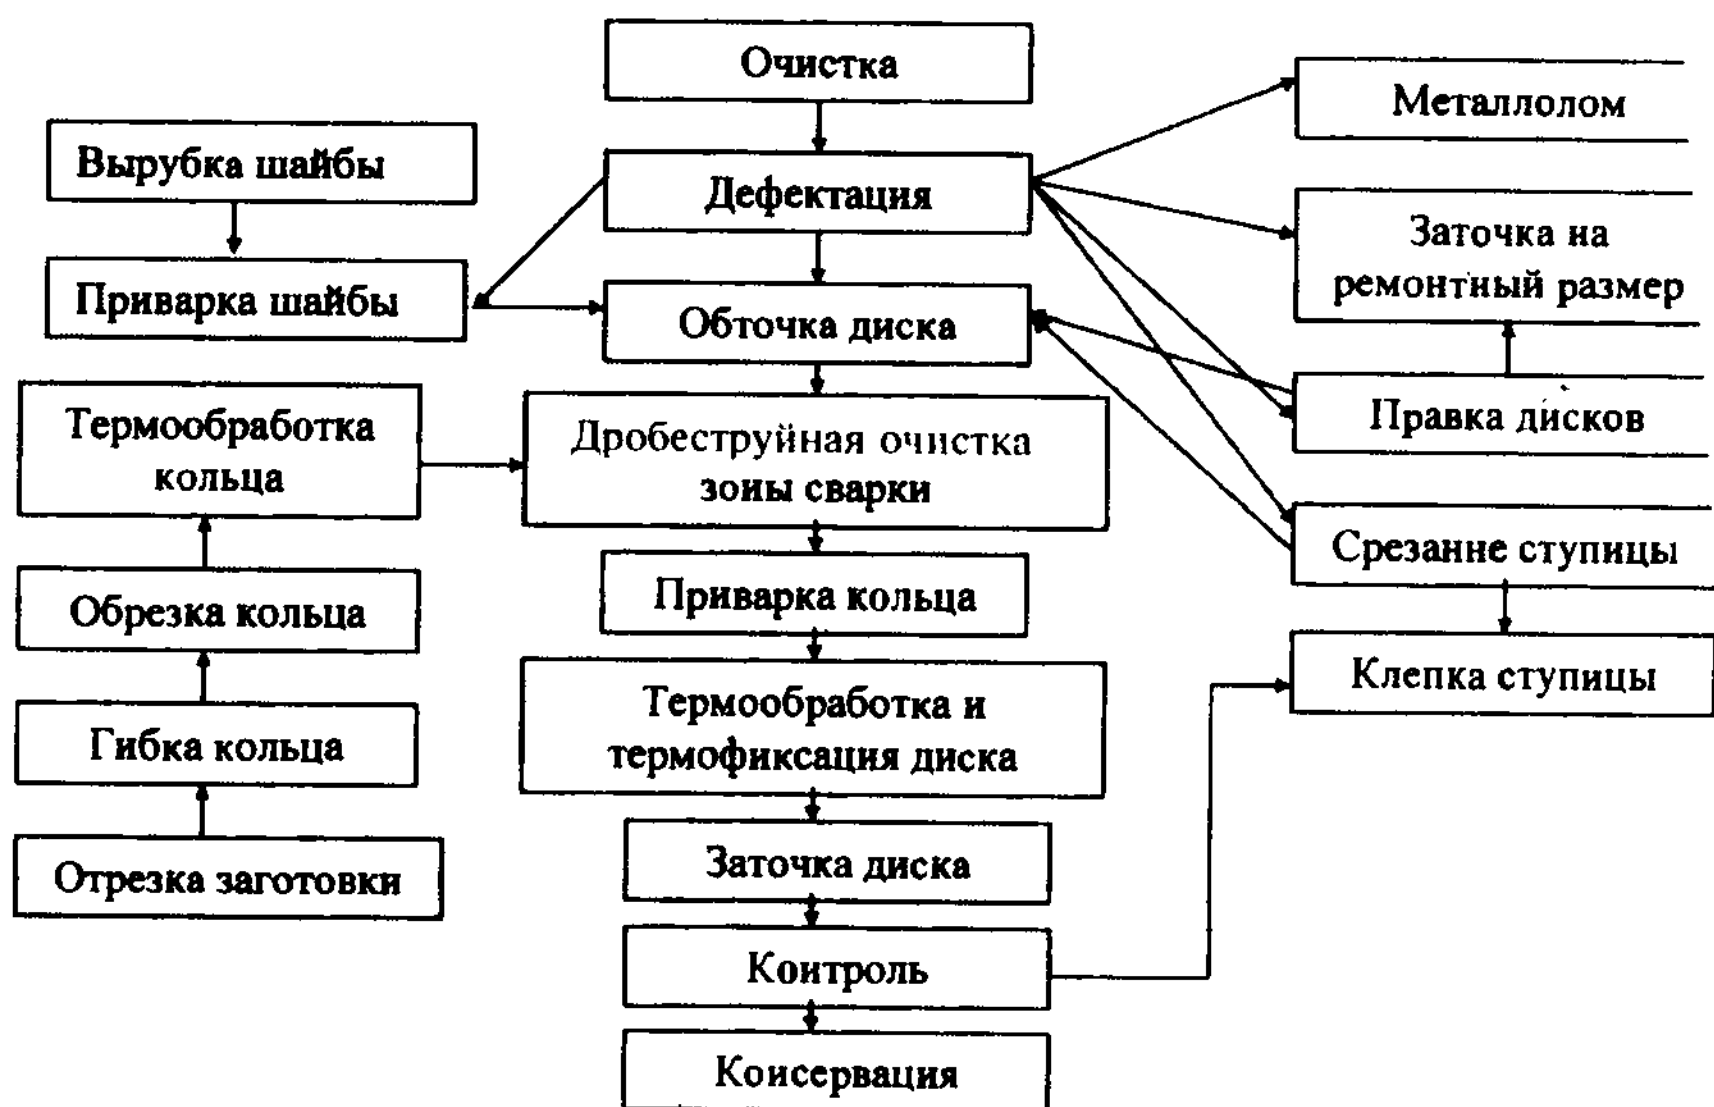 Очистка
Металлолом
Вырубка шайбы
Дефектация
Заточка на
ремонтный размер
Приварка шайбы
Обточка диска
Правка дисков
Термообработка
кольца
Дробеструйная очистка
зоны сварки
Срезание ступицы
Обрезка кольца
Приварка кольца
Клепка ступицы
Гибка кольца
Термообработка и
термофиксация диска
Отрезка заготовки
Заточка диска
Контроль
Консервация